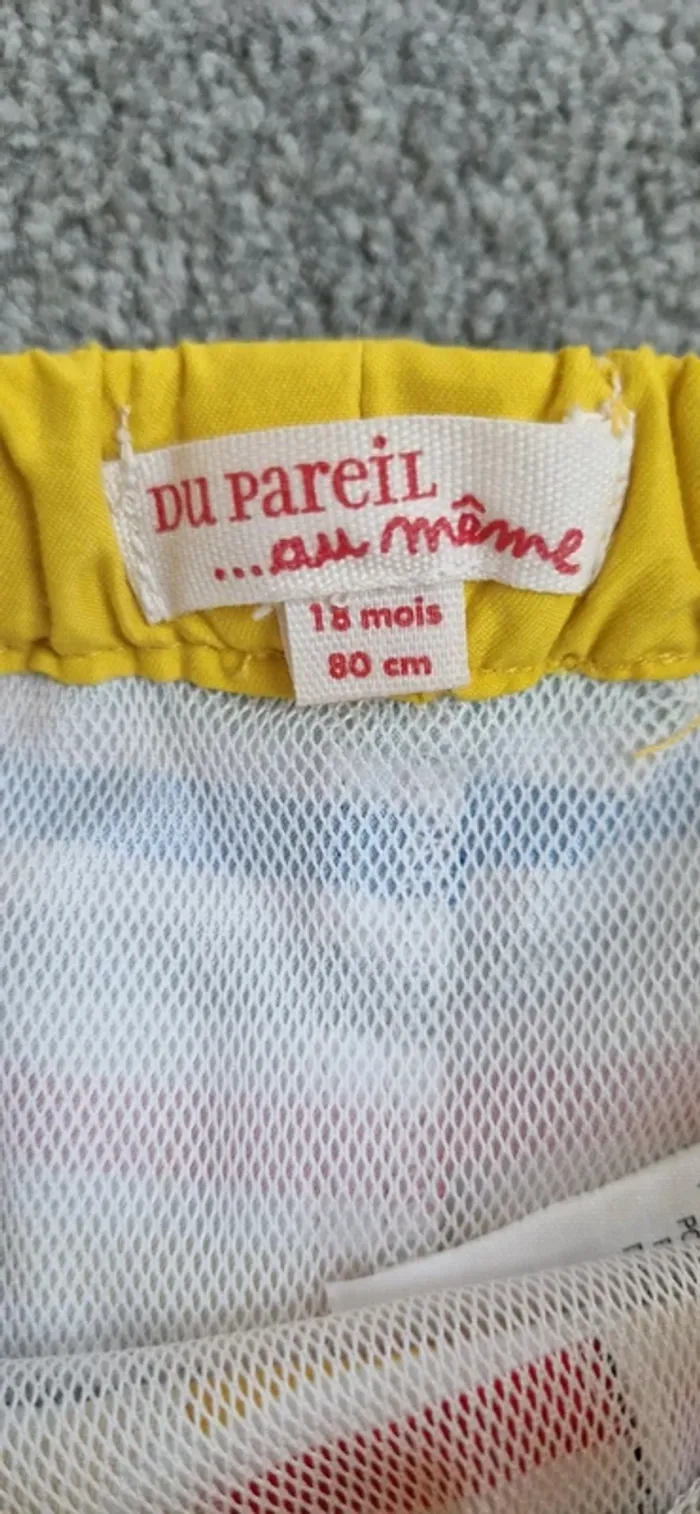 DU PAREIL
...au même
18 mois
80 cm